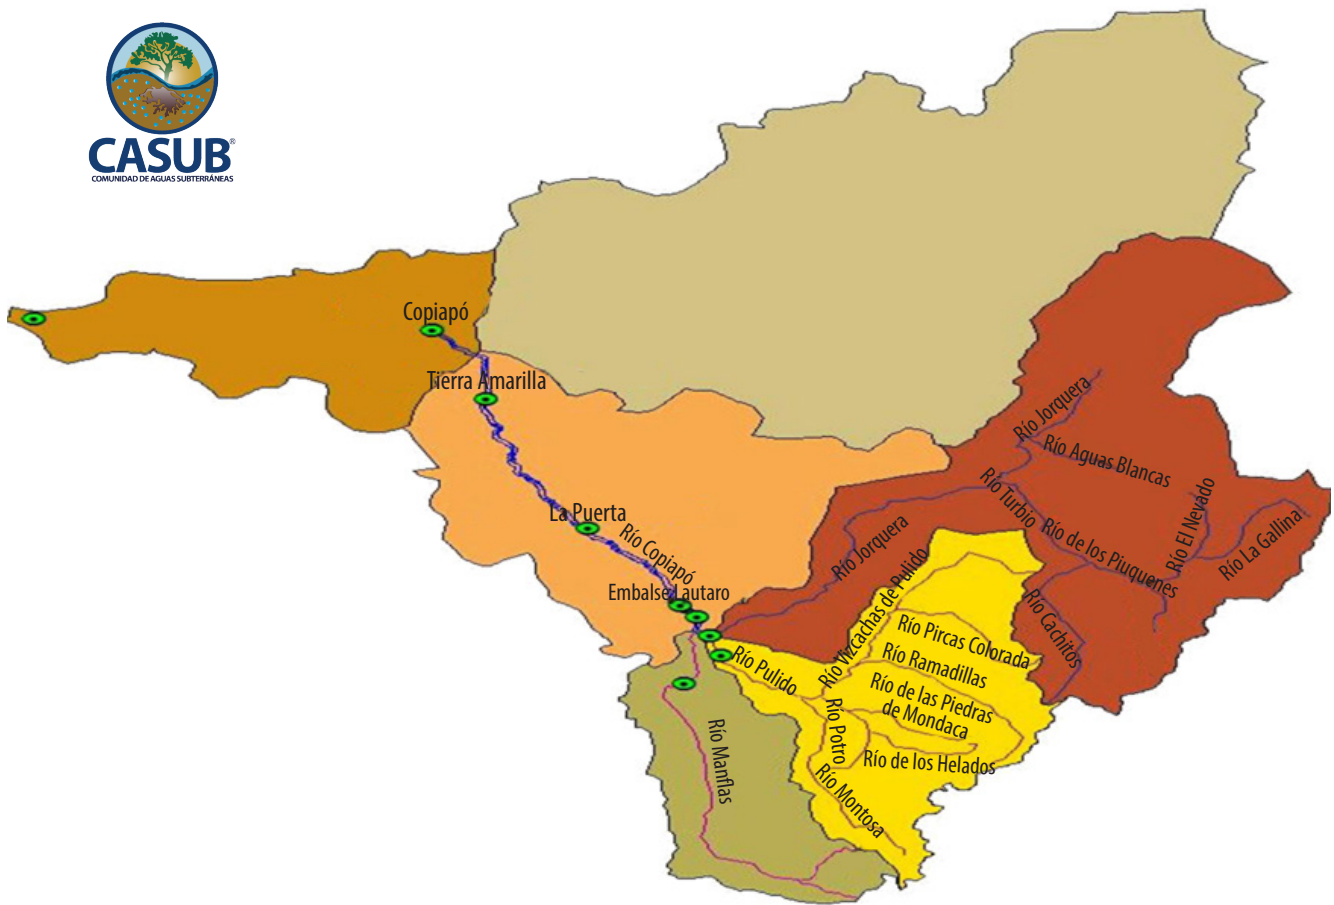 CASUB®
COMUNIDAD DE AGUAS SUBTERRÁNEAS
Copiapó
Tierra Amarilla
La Puerta
Río Copiapó
Embalse Lautaro
Río Jorquera
Río Aguas Blancas
Río Turbio
Río de los Piuquenes
Río El Nevado
Río La Gallina
Río Jorquera
Río Cachitos
Río Vizcachas de Pulido
Río Pircas Colorada
Río Ramadillas
Río de las Piedras
de Mondaca
Río Pulido
Río Potro
Río de los Helados
Río Montosa
Río Manflas